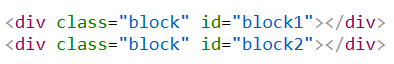 <div class="block" id="block1"></div>
<div class="block" id="block2"></div>